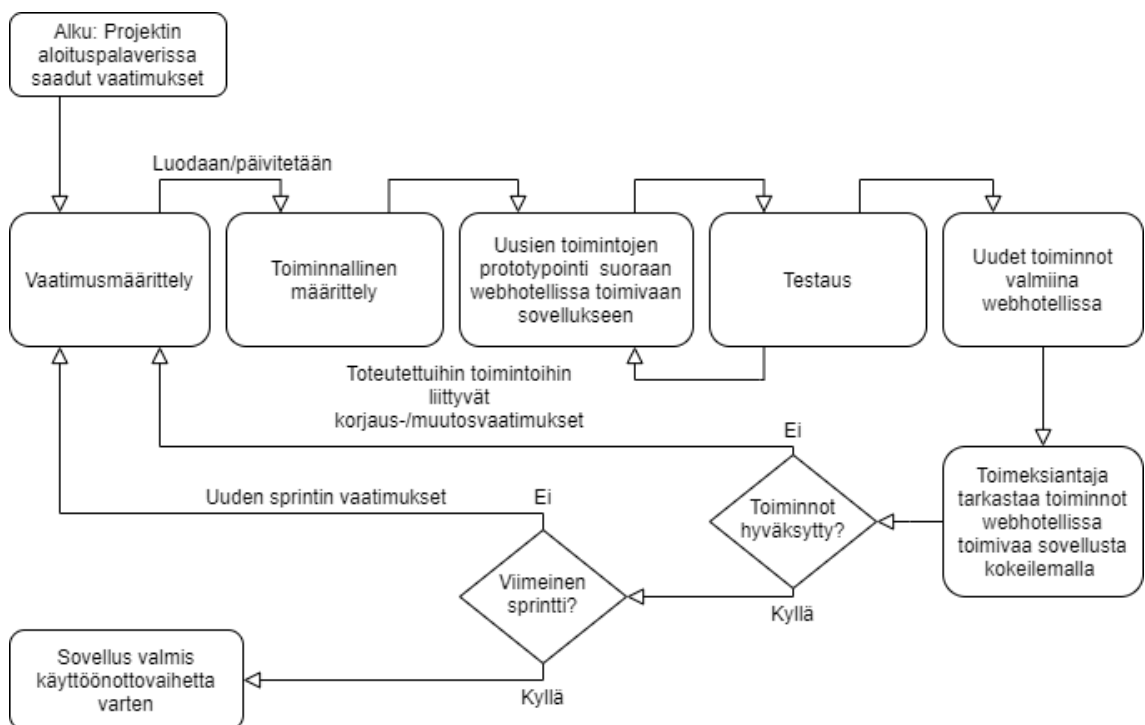 Alku: Projektin
aloituspalaverissa
saadut vaatimukset
Luodaan/päivitetään
Vaatimusmäärittely
Toiminnallinen
määrittely
Uusien toimintojen
prototypointi suoraan
webhotellissa toimivaan
sovellukseen
Testaus
Uudet toiminnot
valmiina
webhotellissa
Toteutettuihin toimintoihin
liittyvät
korjaus-/muutosvaatimukset
Ei
Toimeksiantaja
tarkastaa toiminnot
webhotellissa
toimivaa sovellusta
kokeilemalla
Toiminnot
hyväksytty?
Uuden sprintin vaatimukset
Ei
Viimeinen
sprintti?
Kyllä
Sovellus valmis
käyttöönottovaihetta
varten
Kyllä